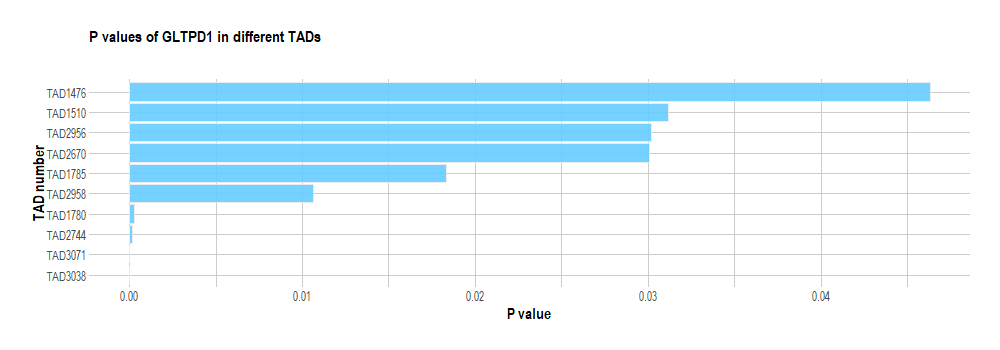 P values of GLTPD1 in different TADs
TAD number
TAD1476
TAD1510
TAD2956
TAD2670
TAD1785
TAD2958
TAD1780
TAD2744
TAD3071
TAD3038
0.00 0.01 0.02 0.03 0.04
P value